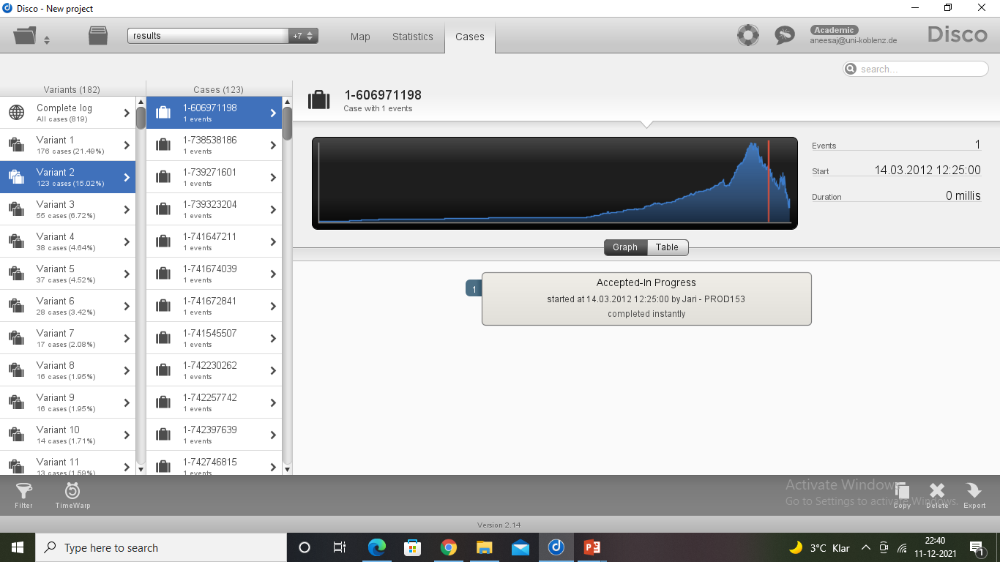 Disco - New project
results
+7
Map
Statistics
Cases
Academic
aneesaj@uni-koblenz.de
Disco
search...
Variants (182)
Complete log
All cases (819)
Variant 1
176 cases (21.49%)
Variant 2
123 cases (15.02%)
Variant 3
55 cases (6.72%)
Variant 4
38 cases (4.64%)
Variant 5
37 cases (4.52%)
Variant 6
28 cases (3.42%)
Variant 7
17 cases (2.08%)
Variant 8
16 cases (1.95%)
Variant 9
16 cases (1.95%)
Variant 10
14 cases (1.71%)
Variant 11
13 cases (1.59%)
Cases (123)
1-606971198
1 events
1-738538186
1 events
1-739271601
1 events
1-739323204
1 events
1-741647211
1 events
1-741674039
1 events
1-741672841
1 events
1-741545507
1 events
1-742230262
1 events
1-742257742
1 events
1-742397639
1 events
1-742746815
1 events
1-606971198
Case with 1 events
Events 1
Start 14.03.2012 12:25:00
Duration 0 millis
Graph
Table
1
Accepted-In Progress
started at 14.03.2012 12:25:00 by Jari - PROD153
completed instantly
Filter
TimeWarp
Activate Windows
Go to Settings to activate Windows.
Copy
Delete
Export
Version 2.14
Type here to search
3°C Klar
22:40
11-12-2021
1